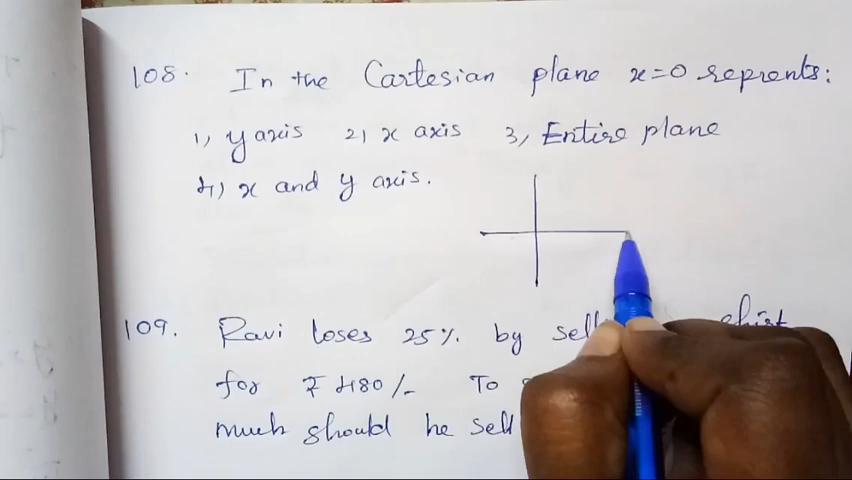 108. In the Cartesian plane x=0 reprents:
1, y axis 2) x axis 3, Entire plane
4) x and y axis.
109. Ravi loses 25%. by
for ₹ 480/- To
much should he sell